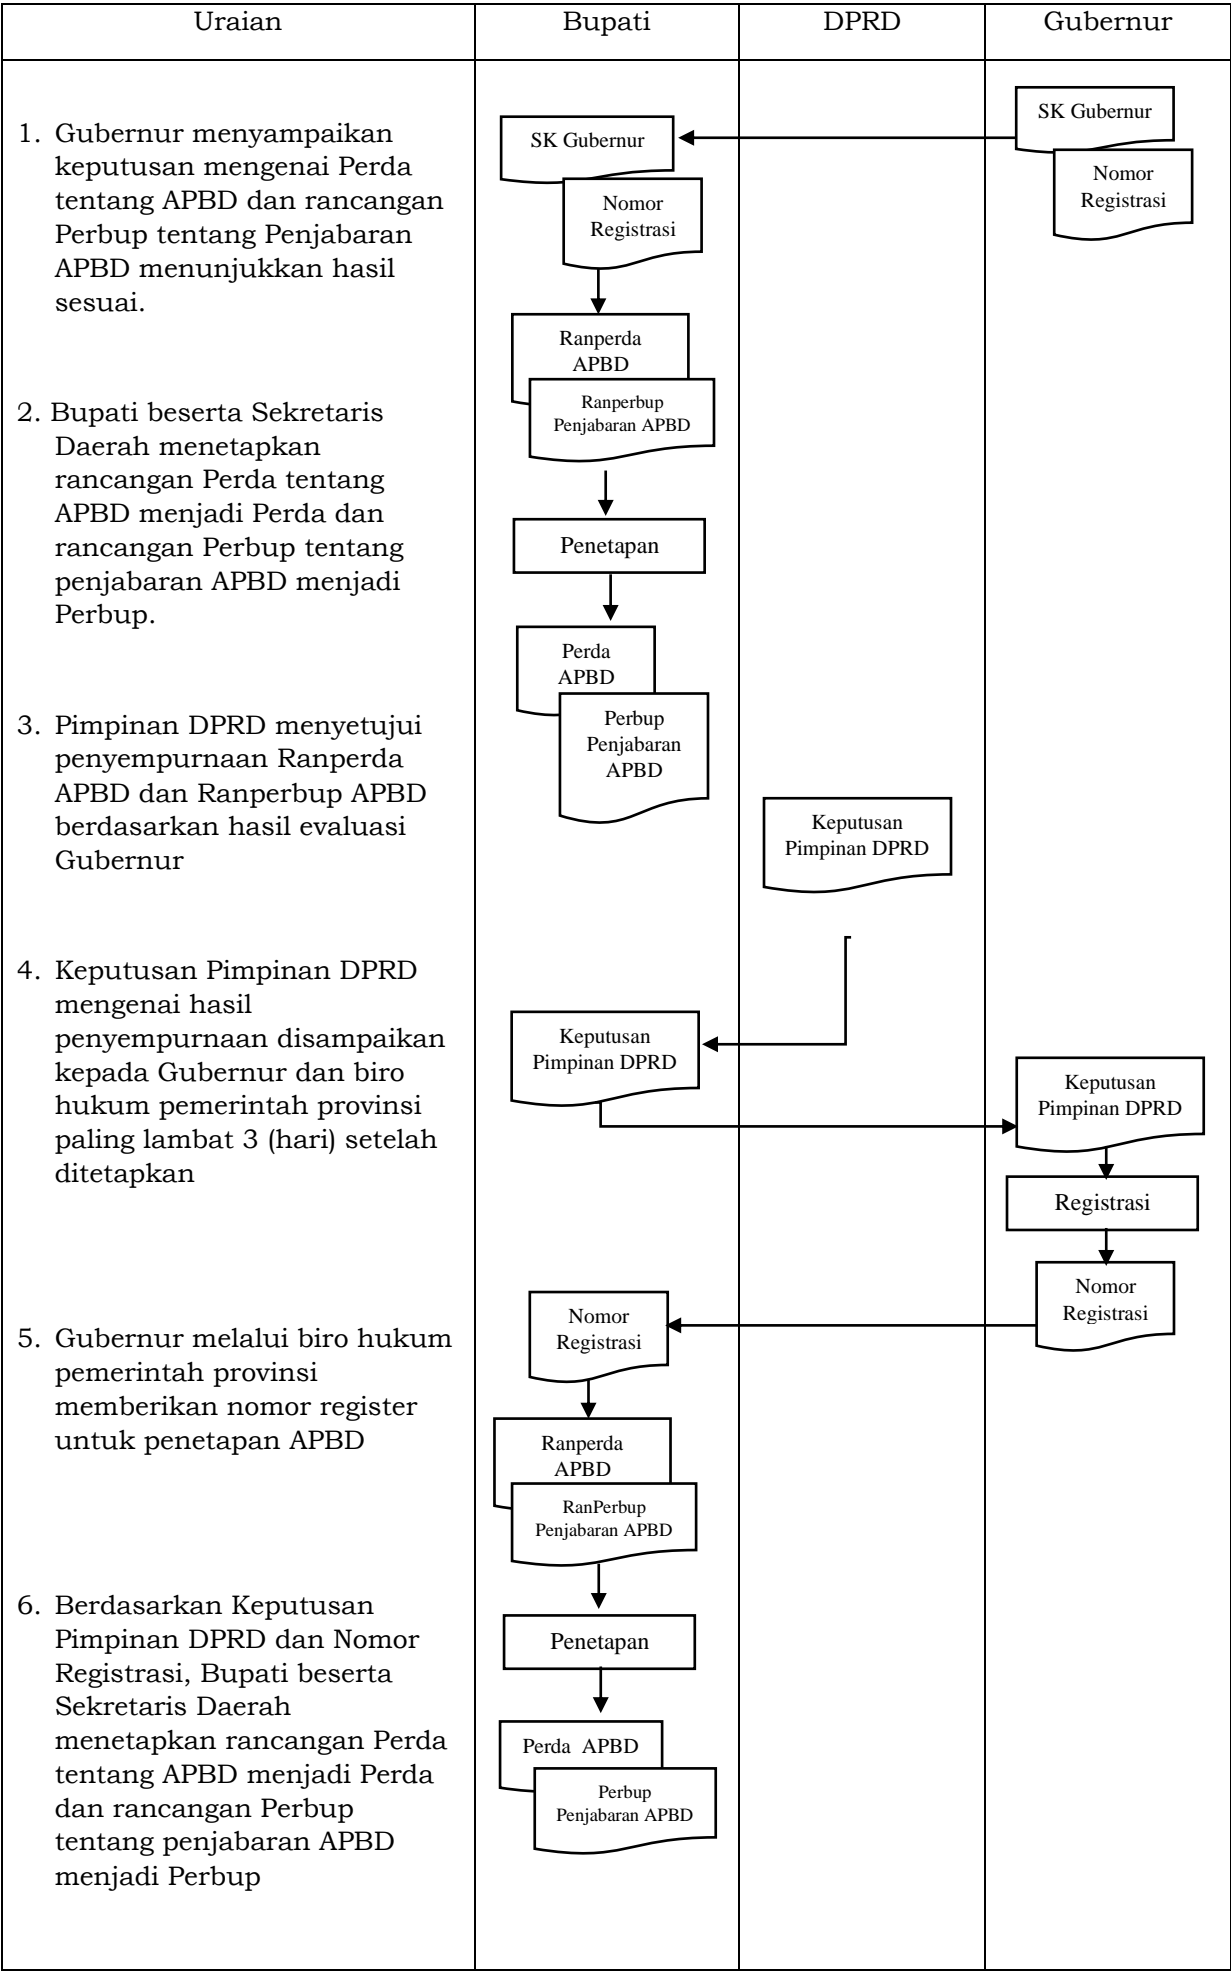 Uraian
Bupati
DPRD
Gubernur
1. Gubernur menyampaikan
keputusan mengenai Perda
tentang APBD dan rancangan
Perbup tentang Penjabaran
APBD menunjukkan hasil
sesuai.
2. Bupati beserta Sekretaris
Daerah menetapkan
rancangan Perda tentang
APBD menjadi Perda dan
rancangan Perbup tentang
penjabaran APBD menjadi
Perbup.
3. Pimpinan DPRD menyetujui
penyempurnaan Ranperda
APBD dan Ranperbup APBD
berdasarkan hasil evaluasi
Gubernur
4. Keputusan Pimpinan DPRD
mengenai hasil
penyempurnaan disampaikan
kepada Gubernur dan biro
hukum pemerintah provinsi
paling lambat 3 (hari) setelah
ditetapkan
5. Gubernur melalui biro hukum
pemerintah provinsi
memberikan nomor register
untuk penetapan APBD
6. Berdasarkan Keputusan
Pimpinan DPRD dan Nomor
Registrasi, Bupati beserta
Sekretaris Daerah
menetapkan rancangan Perda
tentang APBD menjadi Perda
dan rancangan Perbup
tentang penjabaran APBD
menjadi Perbup
SK Gubernur
Nomor
Registrasi
Ranperda
APBD
Ranperbup
Penjabaran APBD
Penetapan
Perda
APBD
Perbup
Penjabaran
APBD
Keputusan
Pimpinan DPRD
Nomor
Registrasi
Ranperda
APBD
RanPerbup
Penjabaran APBD
Penetapan
Perda  APBD
Perbup
Penjabaran APBD
Keputusan
Pimpinan DPRD
SK Gubernur
Nomor
Registrasi
Keputusan
Pimpinan DPRD
Registrasi
Nomor
Registrasi